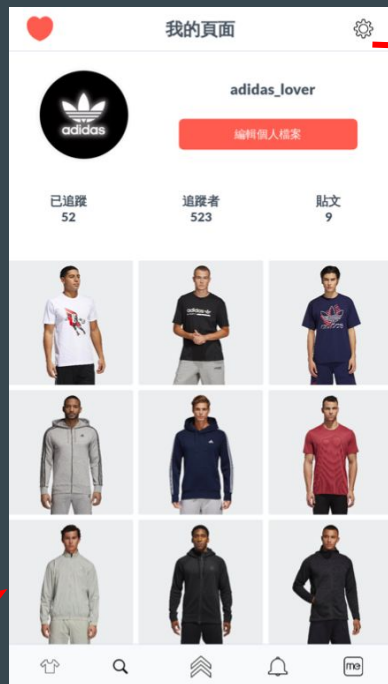 我的頁面
adidas
adidas_lover
編輯個人檔案
已追蹤
52
追蹤者
523
貼文
9
me